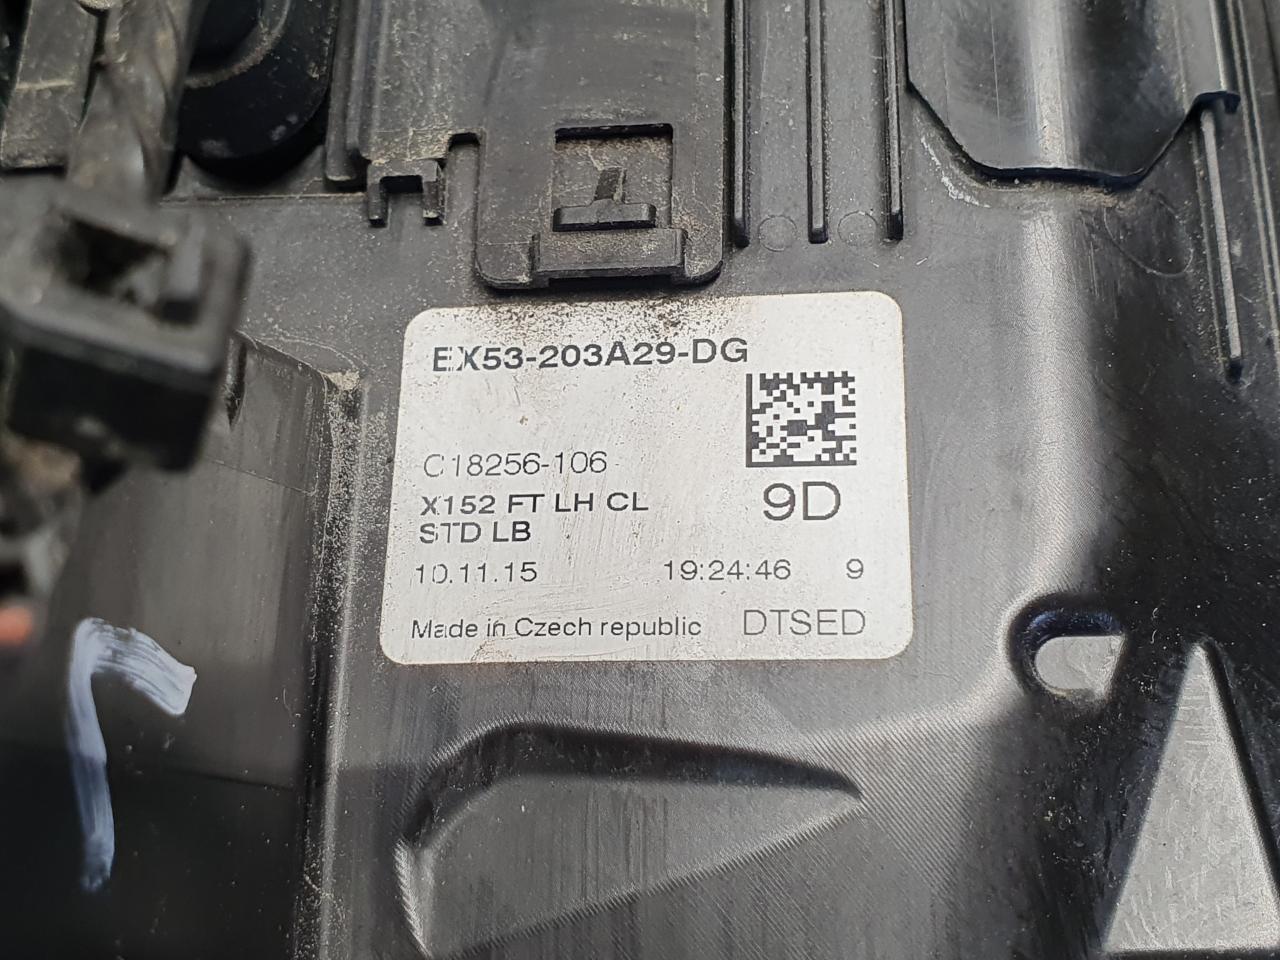 EX53-203A29-DG
C18256-106
X152 FT LH CL
9D
STD LB
10.11.15 19:24:46 9
Made in Czech republic DTSED